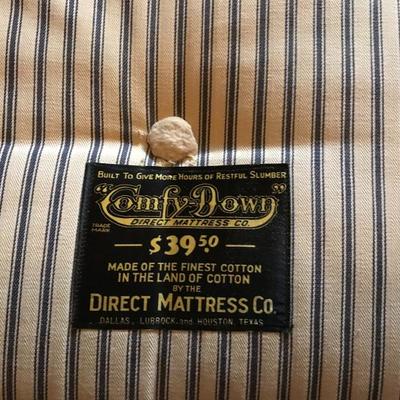 BUILT TO GIVE MORE HOURS OF RESTFUL SLUMBER
"Comfy-Down"
TRADE MARK
DIRECT MATTRESS CO.
— $39.50 —
MADE OF THE FINEST COTTON
IN THE LAND OF COTTON
BY THE
DIRECT MATTRESS CO.
DALLAS, LUBBOCK, and HOUSTON, TEXAS